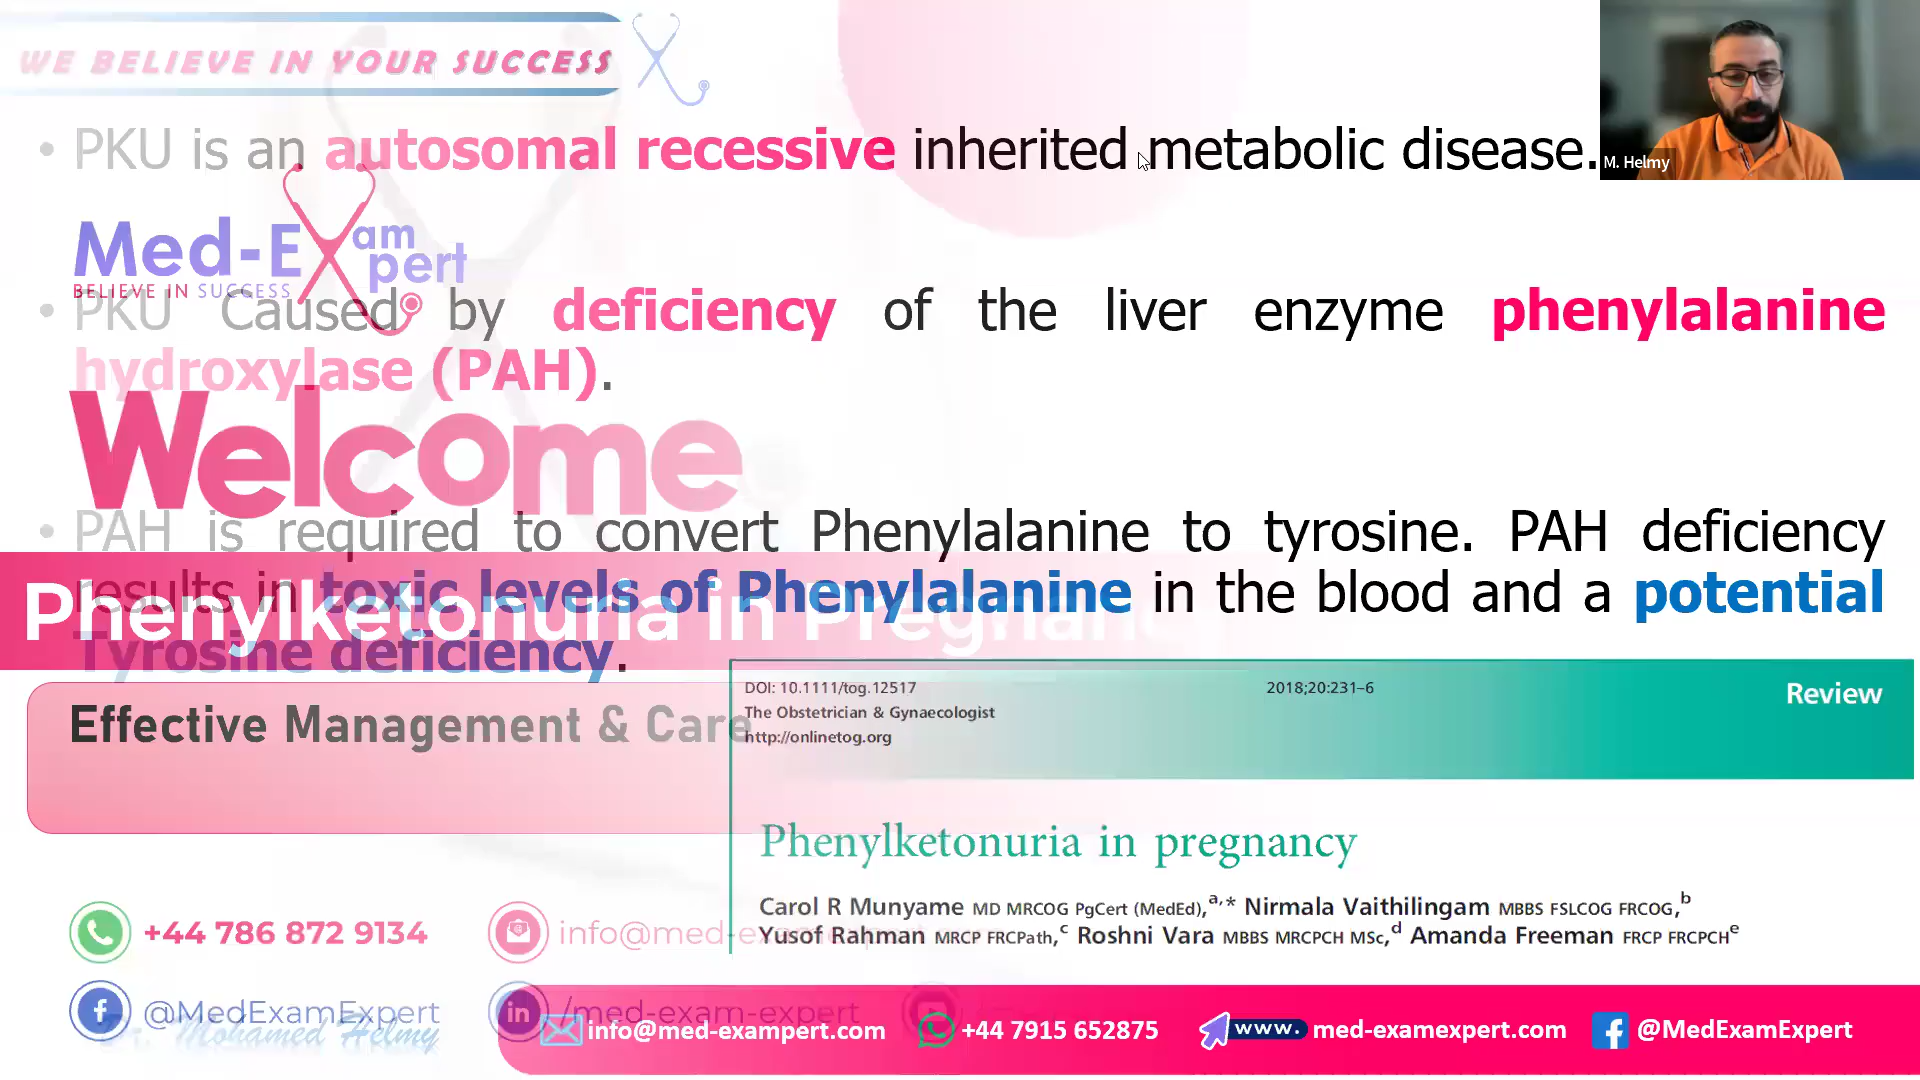 WE BELIEVE IN YOUR SUCCESS
• PKU is an autosomal recessive inherited metabolic disease.
M. Helmy
Med-Exam
pert
BELIEVE IN SUCCESS
• PKU Caused by deficiency of the liver enzyme phenylalanine
hydroxylase (PAH).
Welcome
• PAH is required to convert Phenylalanine to tyrosine. PAH deficiency
results in toxic levels of Phenylalanine in the blood and a potential
Tyrosine deficiency.
Phenylketonuria in Pregnan
Effective Management & Care
DOI: 10.1111/tog.12517
2018;20:231–6
Review
The Obstetrician & Gynaecologist
http://onlinetog.org
Phenylketonuria in pregnancy
Carol R Munyame MD MRCOG PgCert (MedEd),a,* Nirmala Vaithilingam MBBS FSLCOG FRCOG,b
Yusof Rahman MRCP FRCPath,c Roshni Vara MBBS MRCPCH MSc,d Amanda Freeman FRCP FRCPCHe
+44 786 872 9134
info@med-e
@MedExamExpert
/med-exam-expert
Dr. Mohamed Helmy
info@med-exampert.com
+44 7915 652875
www. med-examexpert.com
@MedExamExpert